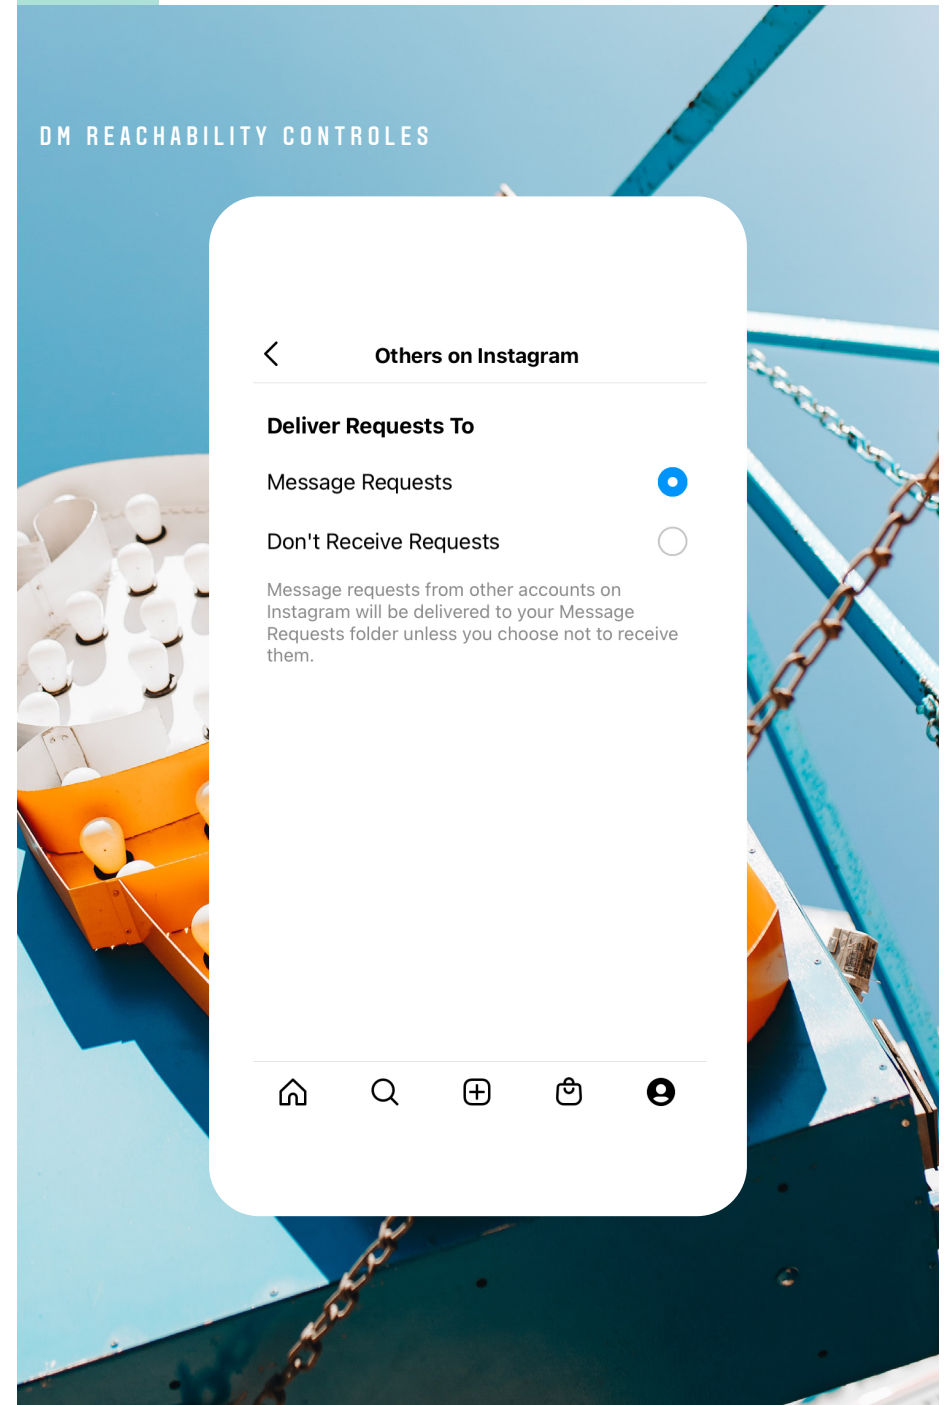 DM REACHABILITY CONTROLES
Others on Instagram
Deliver Requests To
Message Requests
Don't Receive Requests
Message requests from other accounts on
Instagram will be delivered to your Message
Requests folder unless you choose not to receive
them.